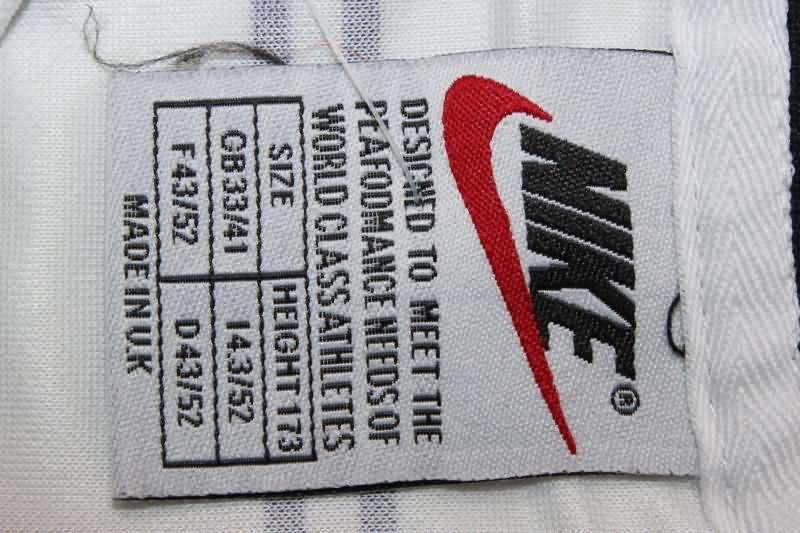 NIKE®
DESIGNED TO MEET THE
PEAFODMANCE NEEDS OF
WORLD CLASS ATHLETES
SIZE HEIGHT 173
GB 33/41 I 43/52
F 43/52 D 43/52
MADE IN U.K